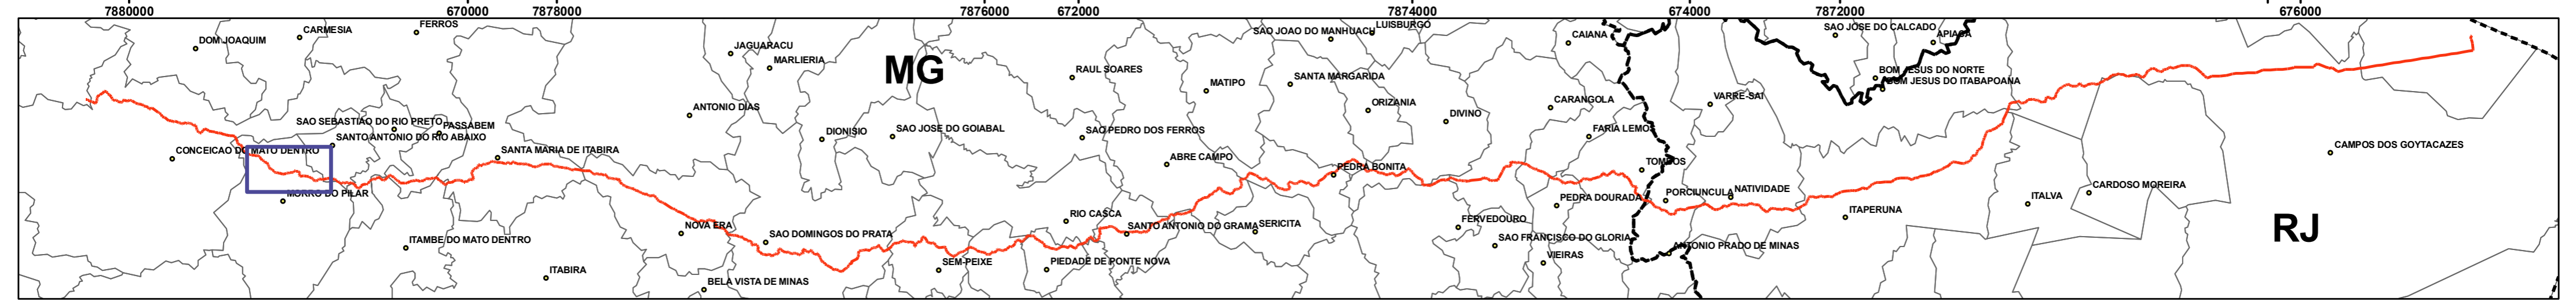 7880000 670000 7878000 7876000 672000 7874000 674000 7872000 676000
DOM JOAQUIM
CARMESIA
FERROS
JAGUARACU
MARLIERIA
MG
RAUL SOARES
MATIPO
SAO JOAO DO MANHUACU
LUISBURGO
SANTA MARGARIDA
CAIANA
SAO JOSE DO CALCADO
APIACA
BOM JESUS DO NORTE
BOM JESUS DO ITABAPOANA
ANTONIO DIAS
DIONISIO
SAO JOSE DO GOIABAL
SAO PEDRO DOS FERROS
ABRE CAMPO
ORIZANIA
DIVINO
CARANGOLA
FARIA LEMOS
VARRE-SAI
SAO SEBASTIAO DO RIO PRETO
PASSABEM
SANTO ANTONIO DO RIO ABAIXO
CONCEICAO DO MATO DENTRO
SANTA MARIA DE ITABIRA
MORRO DO PILAR
PEDRA BONITA
TOMBOS
CAMPOS DOS GOYTACAZES
PEDRA DOURADA
PORCIUNCULA
NATIVIDADE
ITAPERUNA
ITALVA
CARDOSO MOREIRA
RJ
ITAMBE DO MATO DENTRO
ITABIRA
NOVA ERA
SAO DOMINGOS DO PRATA
BELA VISTA DE MINAS
SEM-PEIXE
RIO CASCA
PIEDADE DE PONTE NOVA
SANTO ANTONIO DO GRAMA
SERICITA
FERVEDOURO
SAO FRANCISCO DO GLORIA
VIEIRAS
ANTONIO PRADO DE MINAS